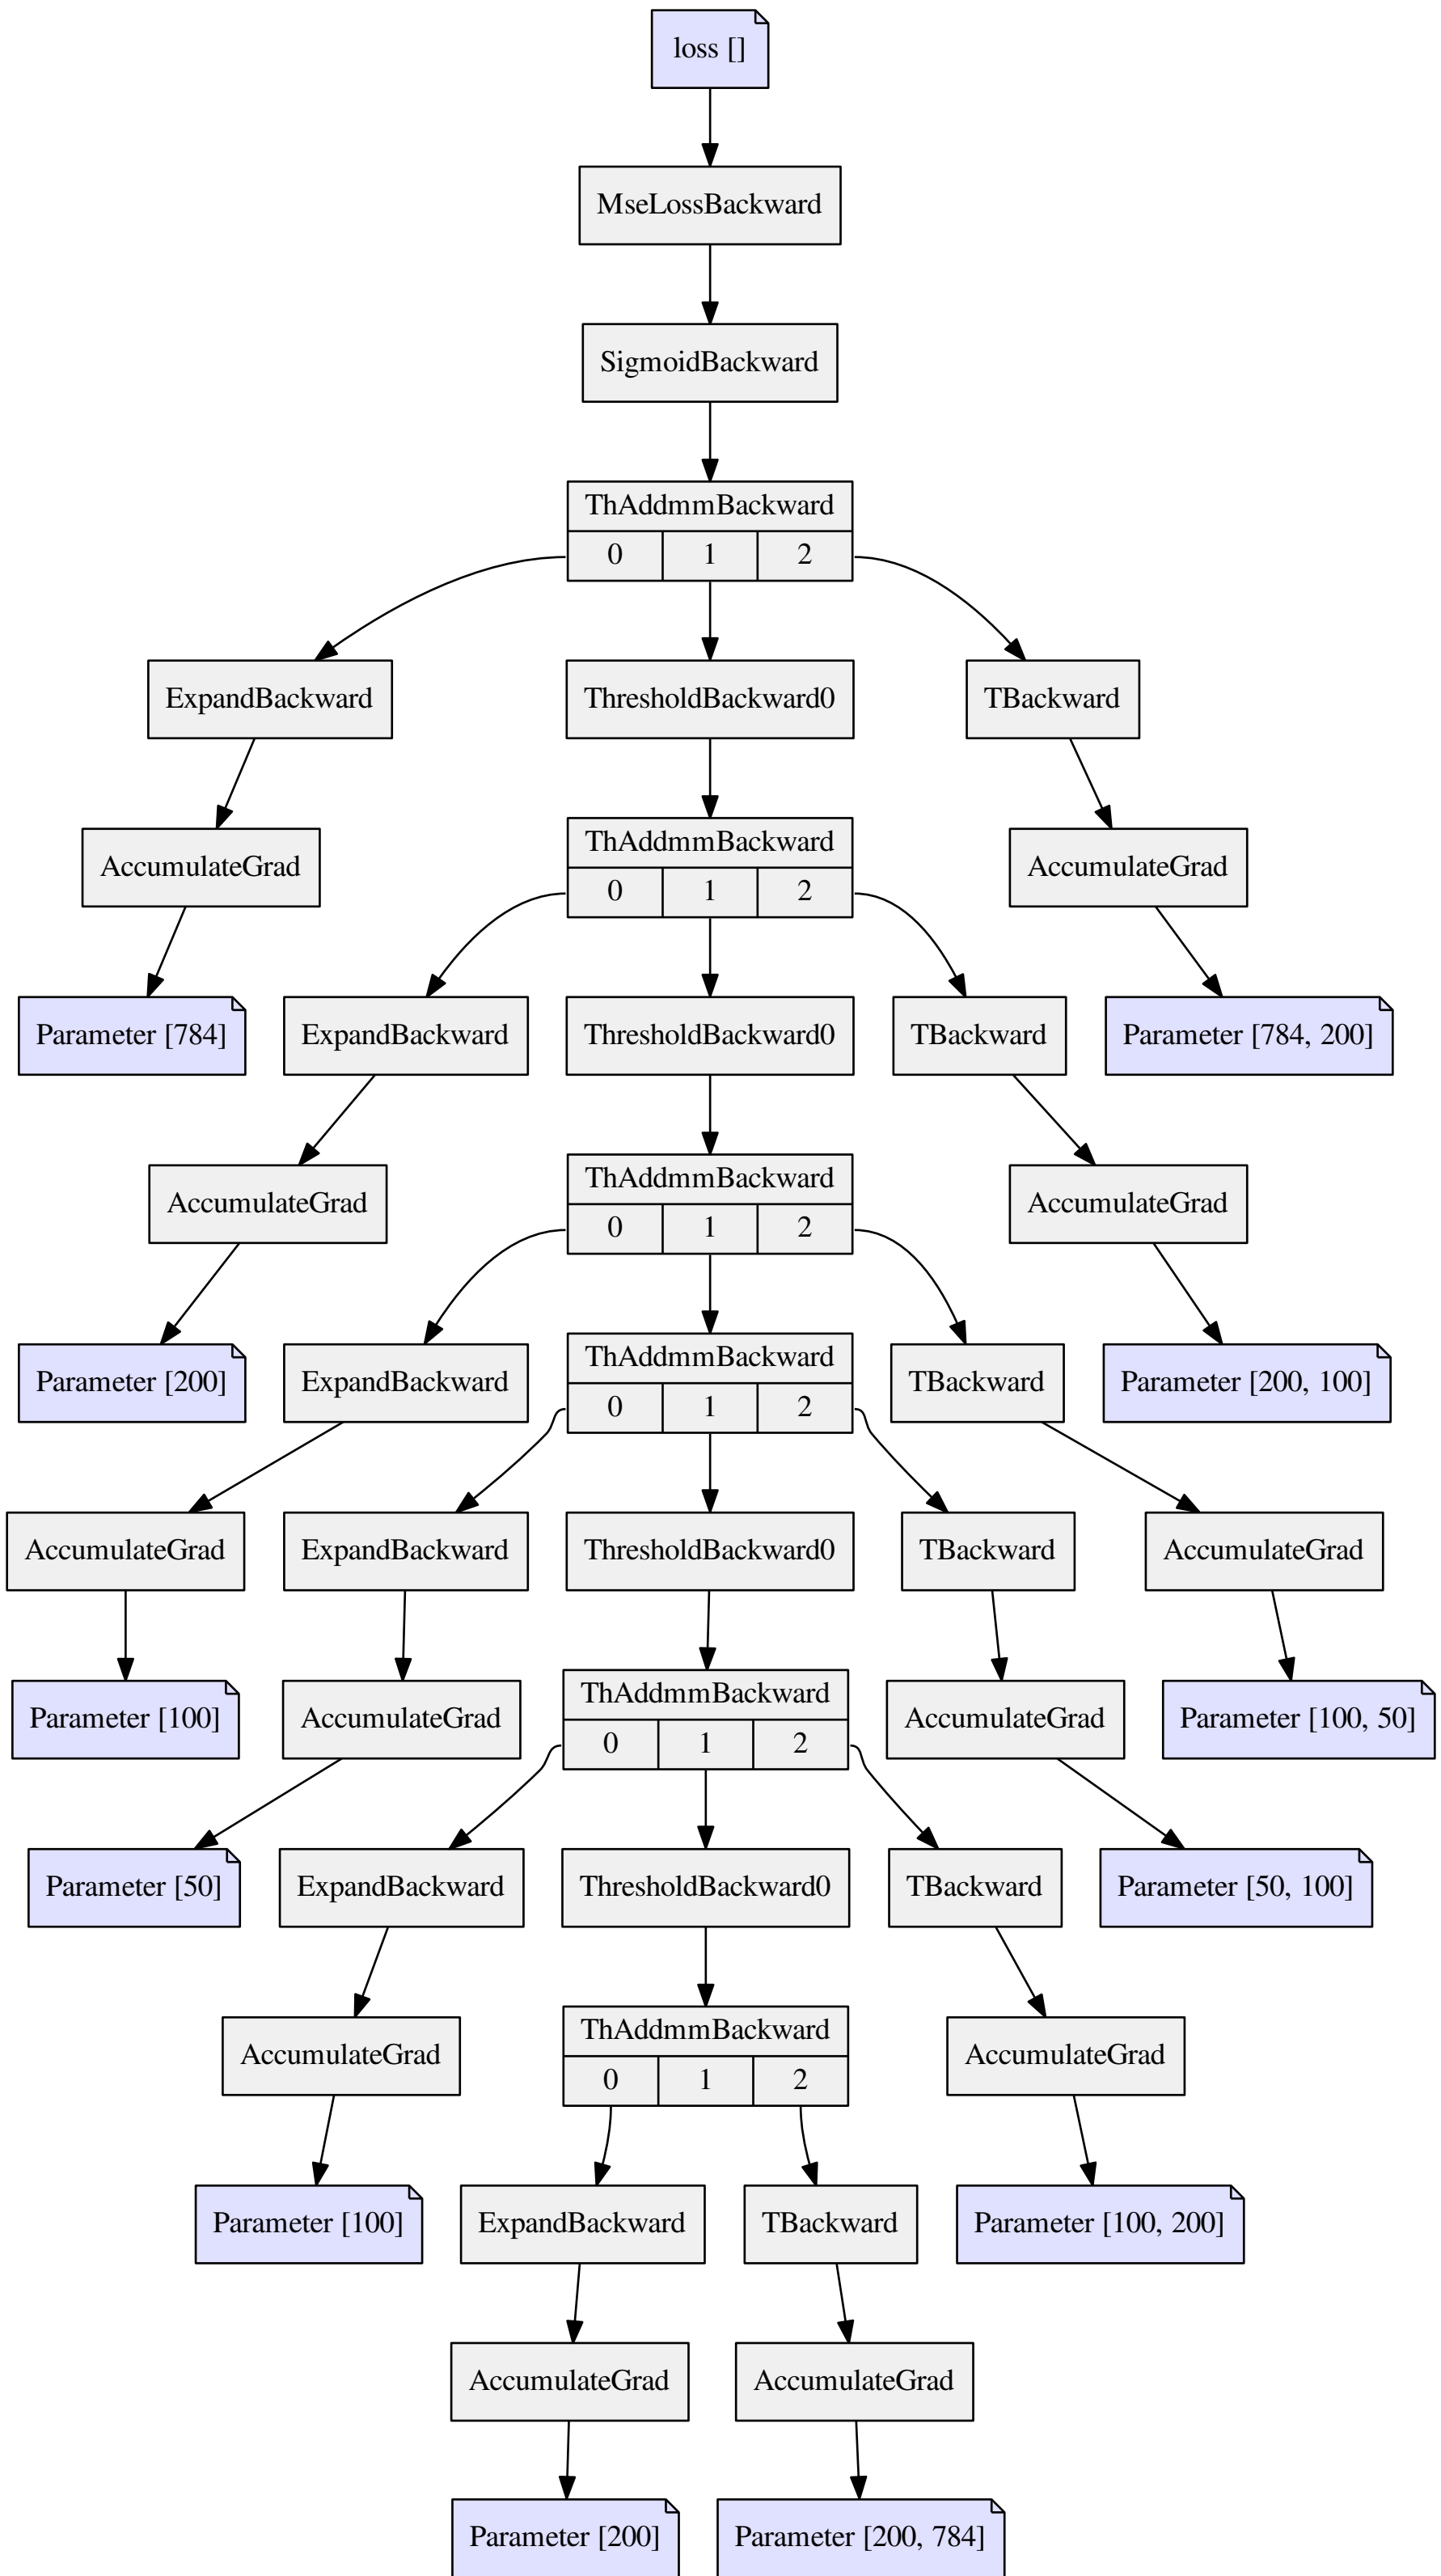 loss []
MseLossBackward
SigmoidBackward
ThAddmmBackward
0 1 2
ExpandBackward ThresholdBackward0 TBackward
AccumulateGrad ThAddmmBackward AccumulateGrad
0 1 2
Parameter [784] ExpandBackward ThresholdBackward0 TBackward Parameter [784, 200]
AccumulateGrad ThAddmmBackward AccumulateGrad
0 1 2
Parameter [200] ExpandBackward ThAddmmBackward TBackward Parameter [200, 100]
0 1 2
AccumulateGrad ExpandBackward ThresholdBackward0 TBackward AccumulateGrad
Parameter [100] AccumulateGrad ThAddmmBackward AccumulateGrad Parameter [100, 50]
0 1 2
Parameter [50] ExpandBackward ThresholdBackward0 TBackward Parameter [50, 100]
AccumulateGrad ThAddmmBackward AccumulateGrad
0 1 2
Parameter [100] ExpandBackward TBackward Parameter [100, 200]
AccumulateGrad AccumulateGrad
Parameter [200] Parameter [200, 784]